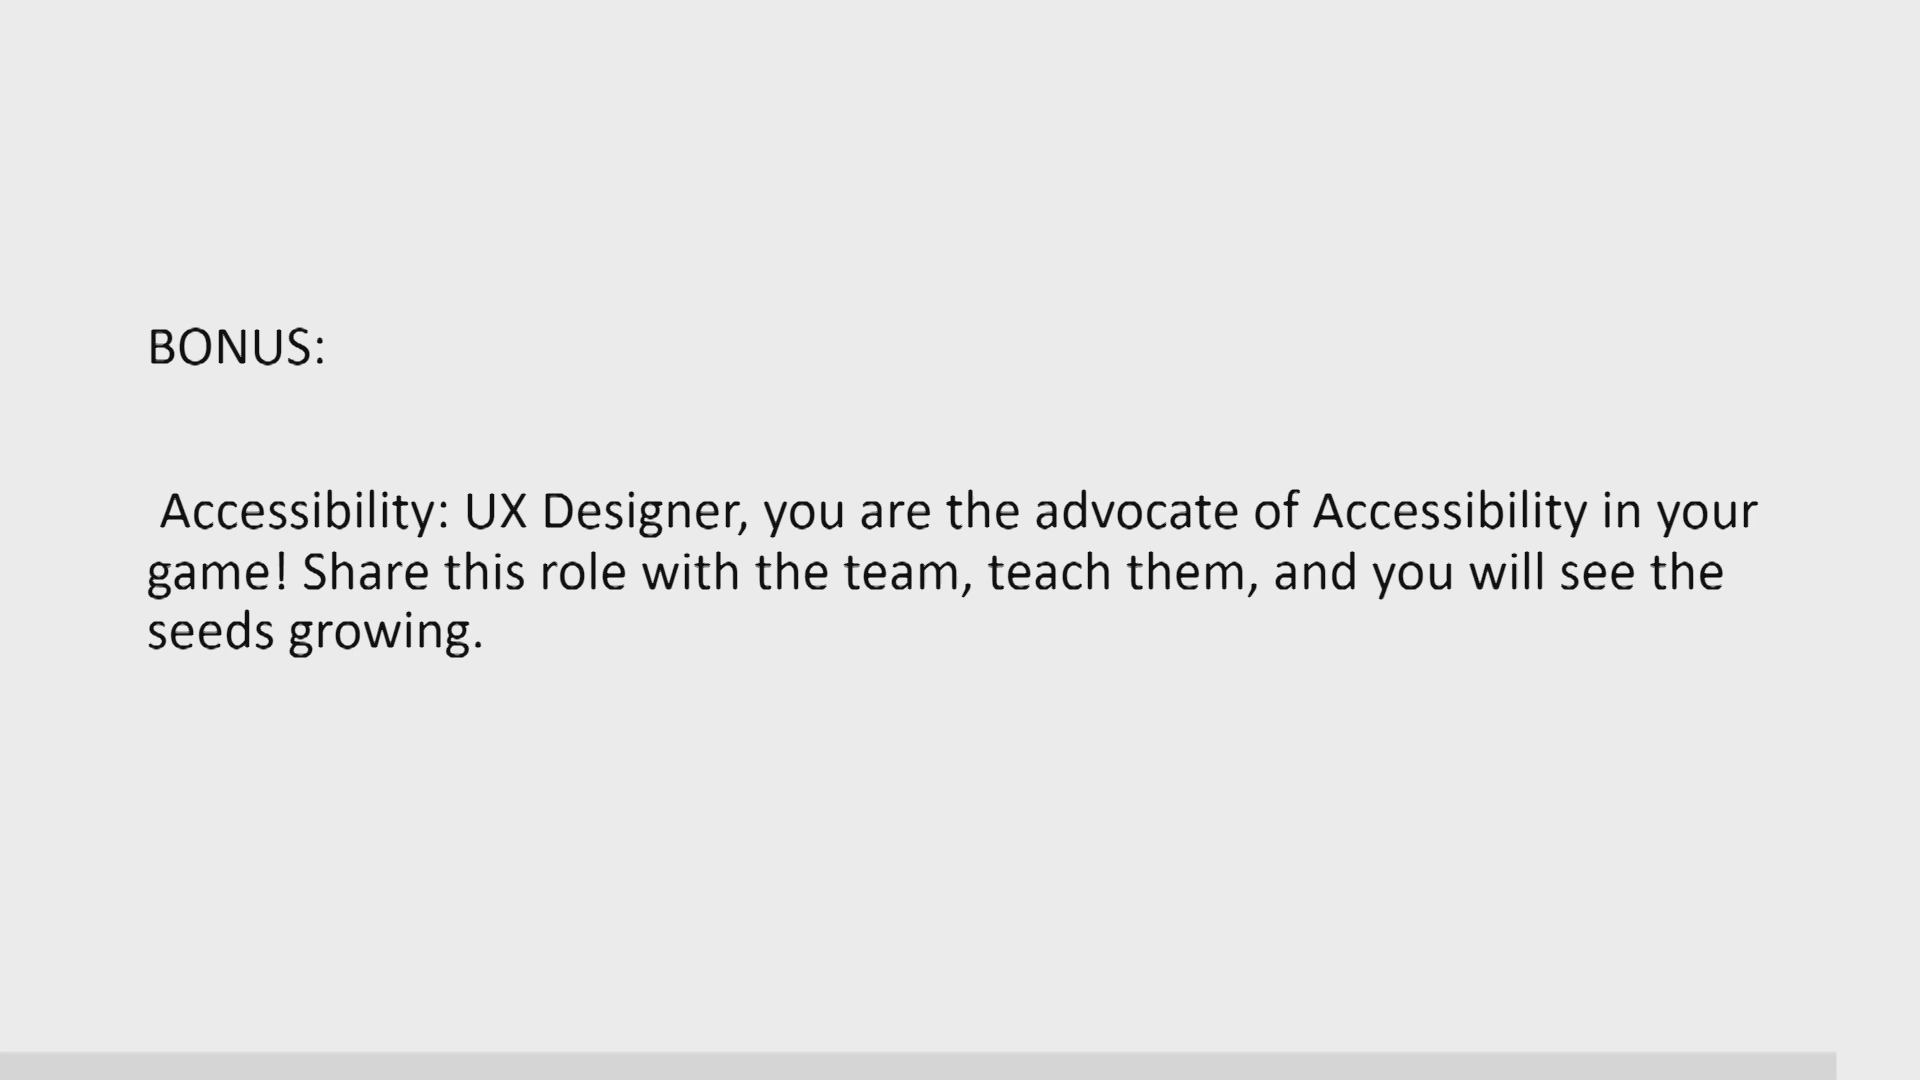 BONUS:
Accessibility: UX Designer, you are the advocate of Accessibility in your
game! Share this role with the team, teach them, and you will see the
seeds growing.